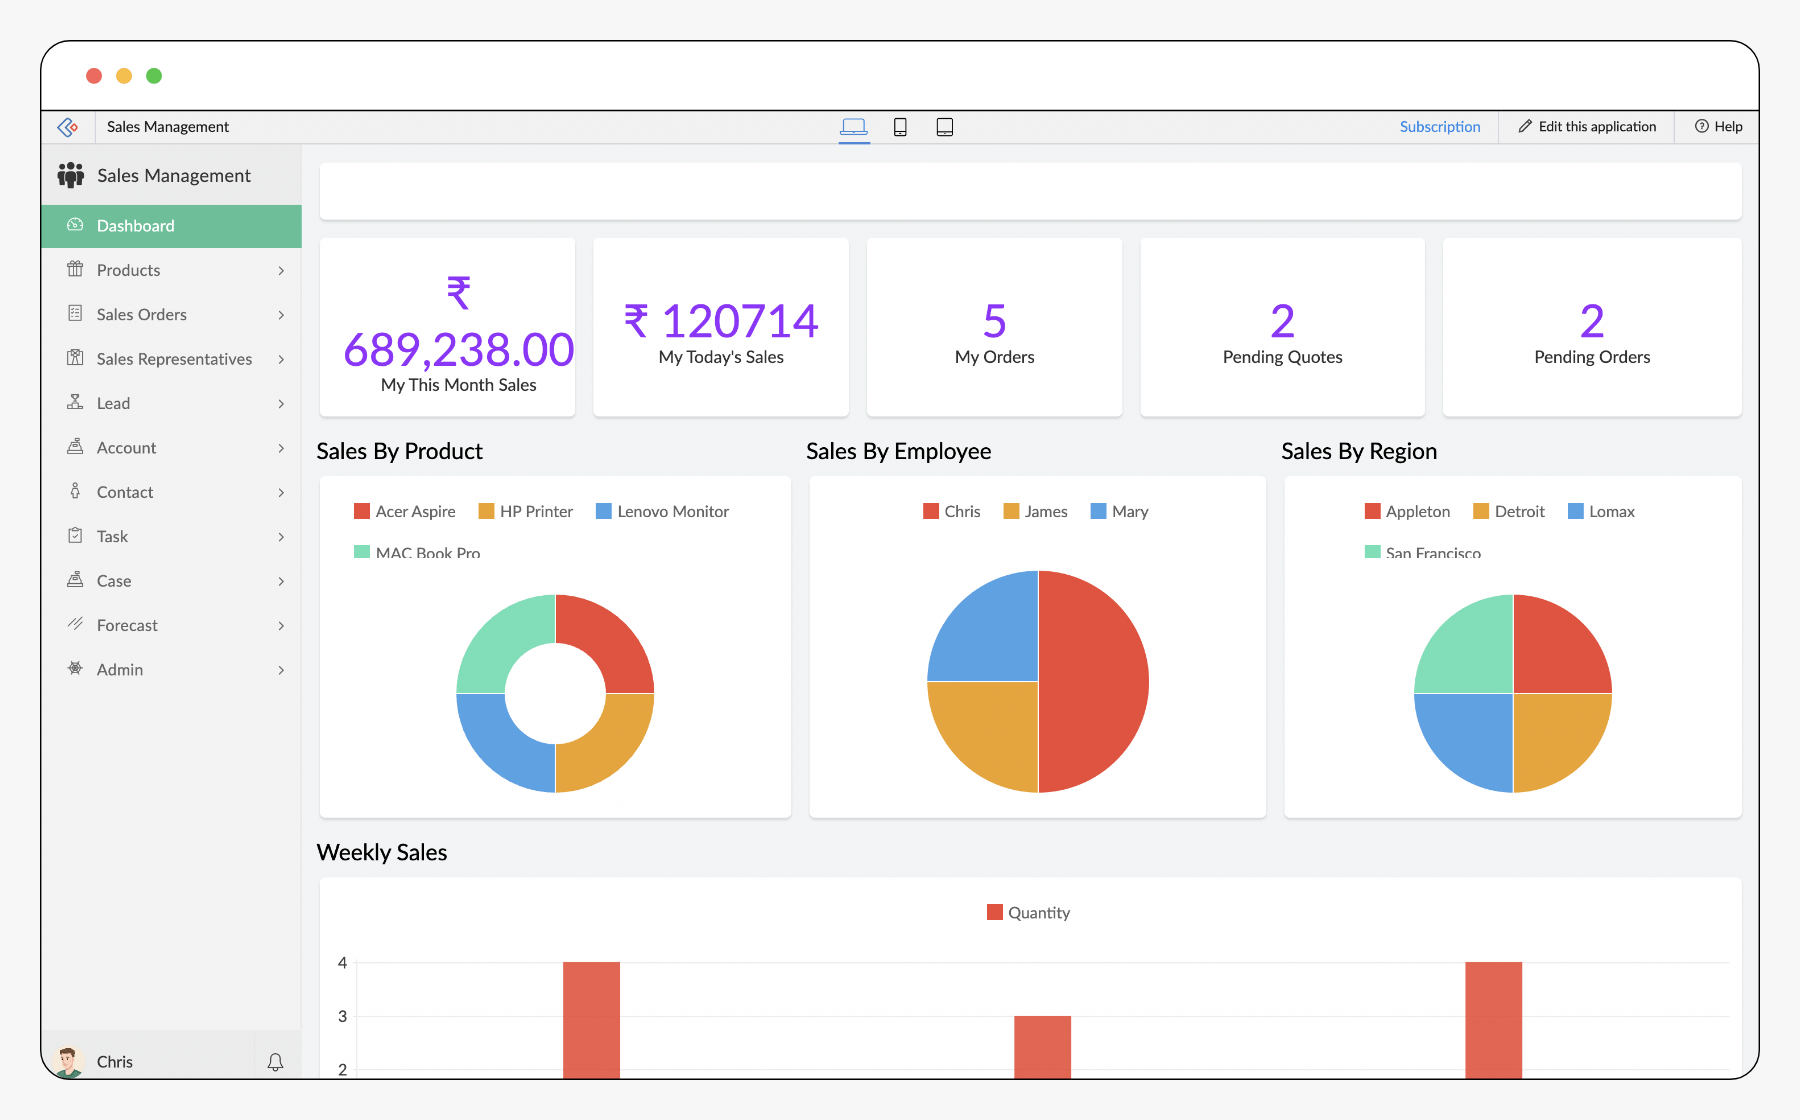 Sales Management
Subscription
Edit this application
Help
Sales Management
Dashboard
Products
Sales Orders
Sales Representatives
Lead
Account
Contact
Task
Case
Forecast
Admin
Chris
₹
689,238.00
My This Month Sales
₹ 120714
My Today's Sales
5
My Orders
2
Pending Quotes
2
Pending Orders
Sales By Product
Acer Aspire HP Printer Lenovo Monitor
MAC Book Pro
Sales By Employee
Chris James Mary
Sales By Region
Appleton Detroit Lomax
San Francisco
Weekly Sales
Quantity
4
3
2